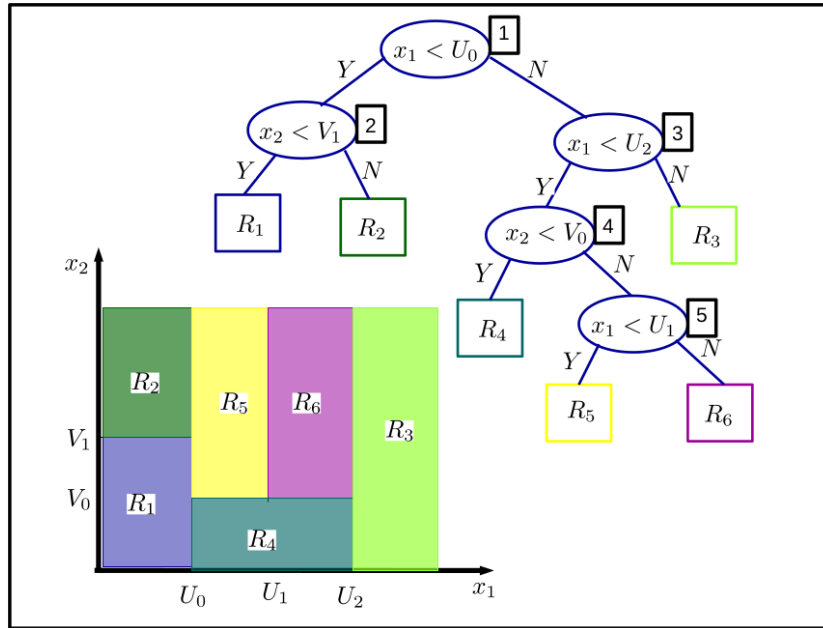 1
x₁ < U₀
Y
N
2
x₂ < V₁
3
x₁ < U₂
Y
N
Y
N
R₁
R₂
4
x₂ < V₀
R₃
Y
N
R₄
5
x₁ < U₁
Y
N
R₅
R₆
x₂
R₂
R₅
R₆
R₃
V₁
V₀
R₁
R₄
U₀
U₁
U₂
x₁